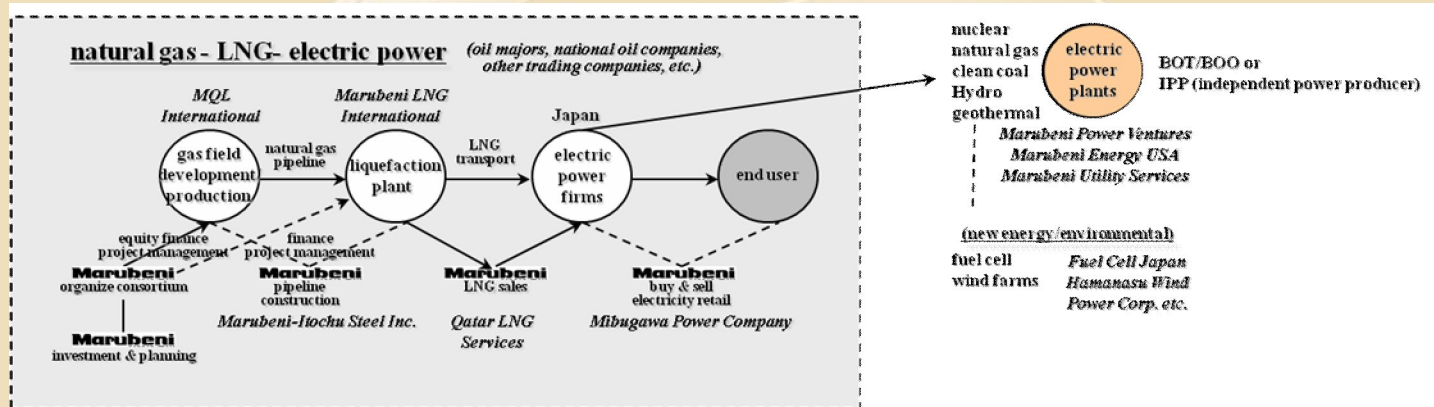 natural gas - LNG- electric power
(oil majors, national oil companies,
other trading companies, etc.)
MQL
International
Marubeni LNG
International
Japan
gas field
development
production
natural gas
pipeline
liquefaction
plant
LNG
transport
electric
power
firms
end user
equity finance
project management
finance
project management
Marubeni
organize consortium
Marubeni
pipeline
construction
Marubeni
LNG sales
Marubeni
buy & sell
electricity retail
Marubeni-Itochu Steel Inc.
Qatar LNG
Services
Mibugawa Power Company
Marubeni
investment & planning
nuclear
natural gas
clean coal
Hydro
geothermal
electric
power
plants
BOT/BOO or
IPP (independent power producer)
Marubeni Power Ventures
Marubeni Energy USA
Marubeni Utility Services
(new energy/environmental)
fuel cell
wind farms
Fuel Cell Japan
Hamanasu Wind
Power Corp. etc.